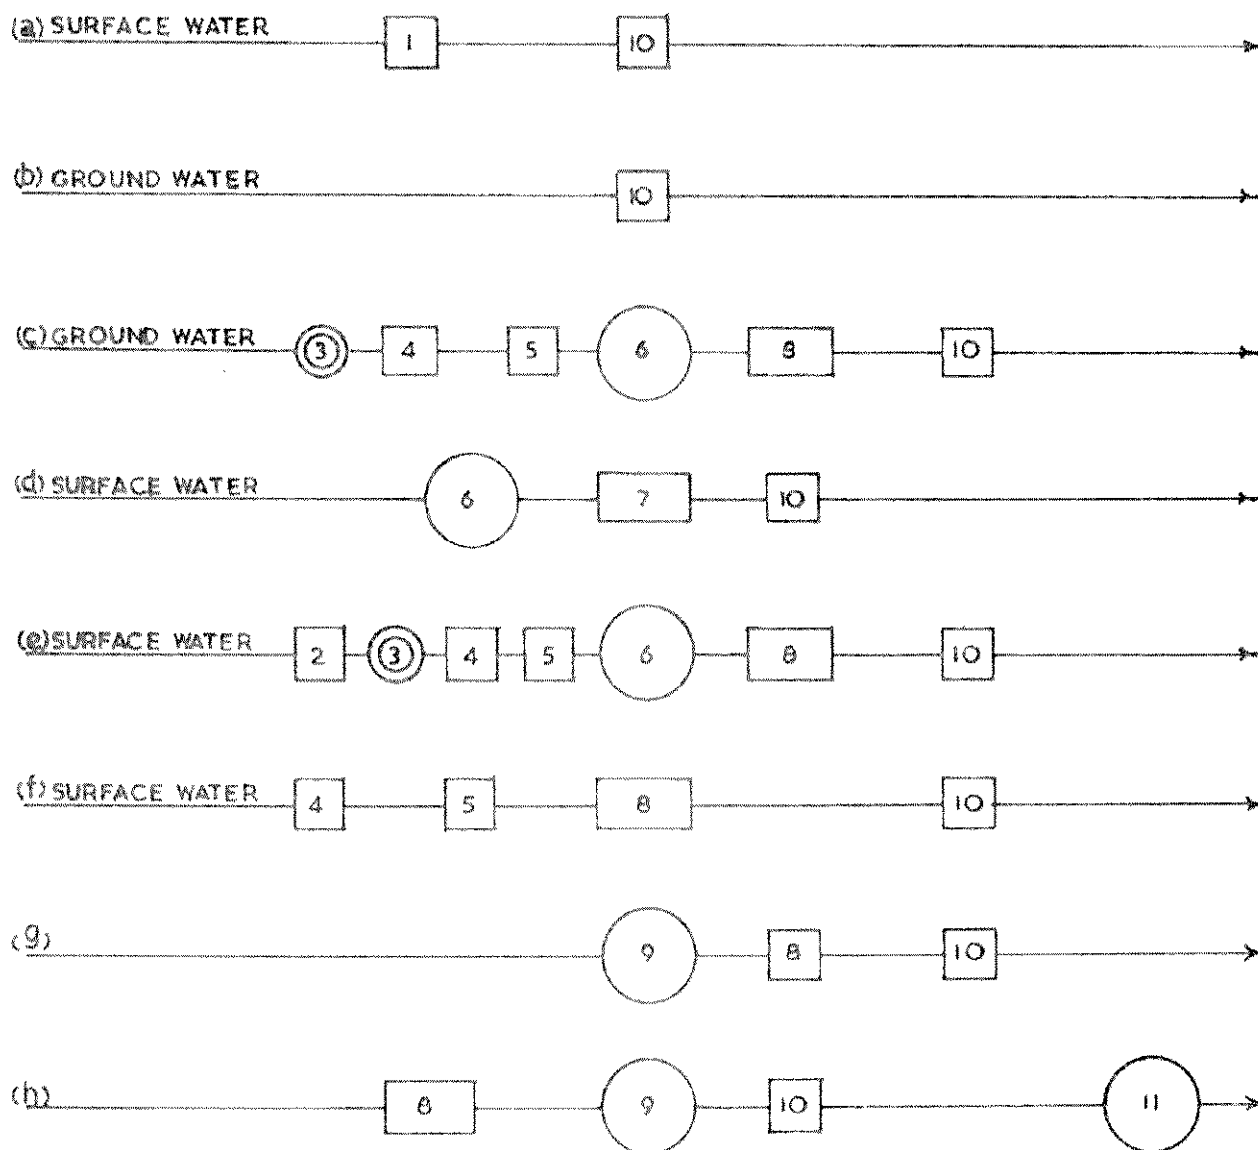 (a) SURFACE WATER 1 10
(b) GROUND WATER 10
(c) GROUND WATER 3 4 5 6 8 10
(d) SURFACE WATER 6 7 10
(e) SURFACE WATER 2 3 4 5 6 8 10
(f) SURFACE WATER 4 5 8 10
(g) 9 8 10
(h) 8 9 10 11